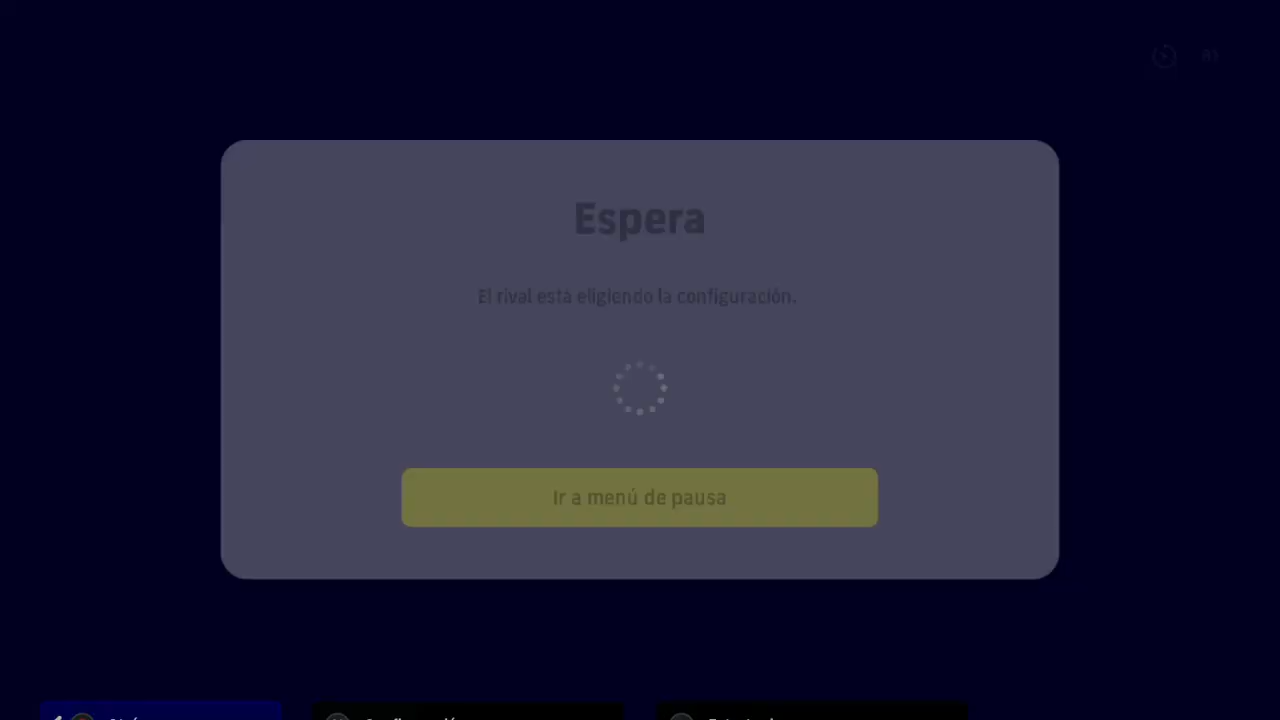 Espera
El rival está eligiendo la configuración.
Ir a menú de pausa